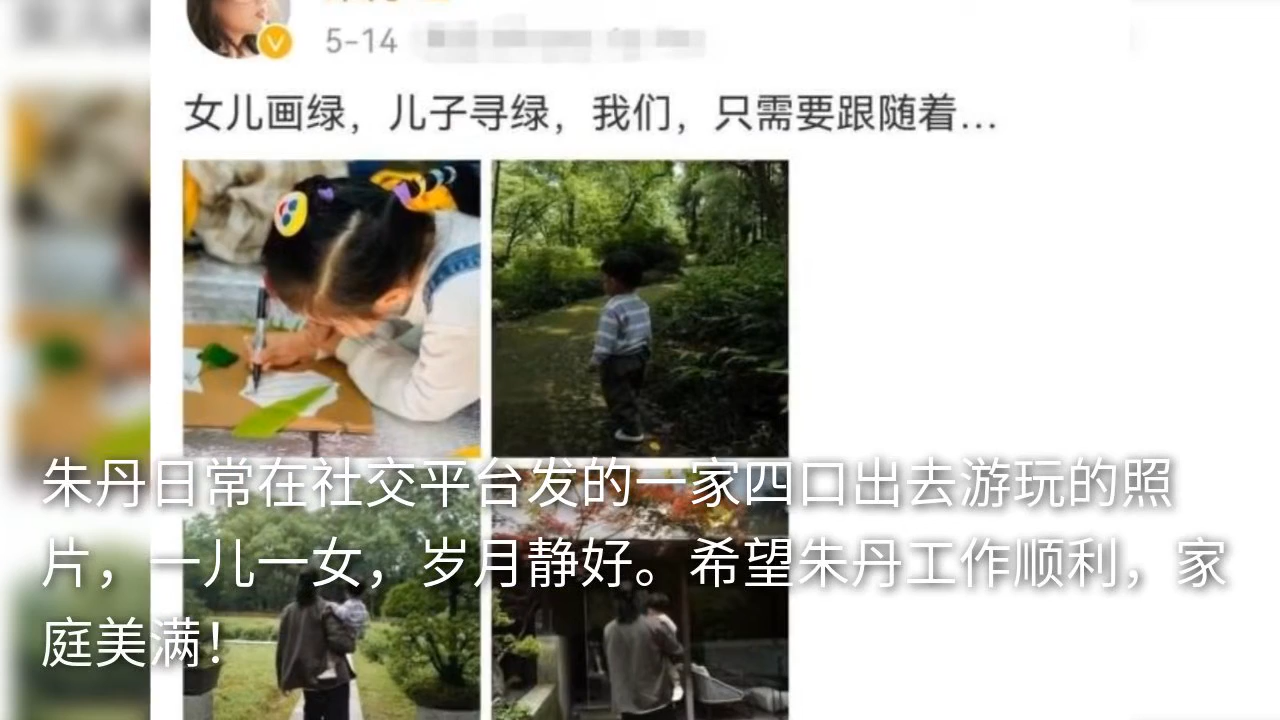 5-14
女儿画绿，儿子寻绿，我们，只需要跟随着...
朱丹日常在社交平台发的一家四口出去游玩的照
片，一儿一女，岁月静好。希望朱丹工作顺利，家
庭美满！